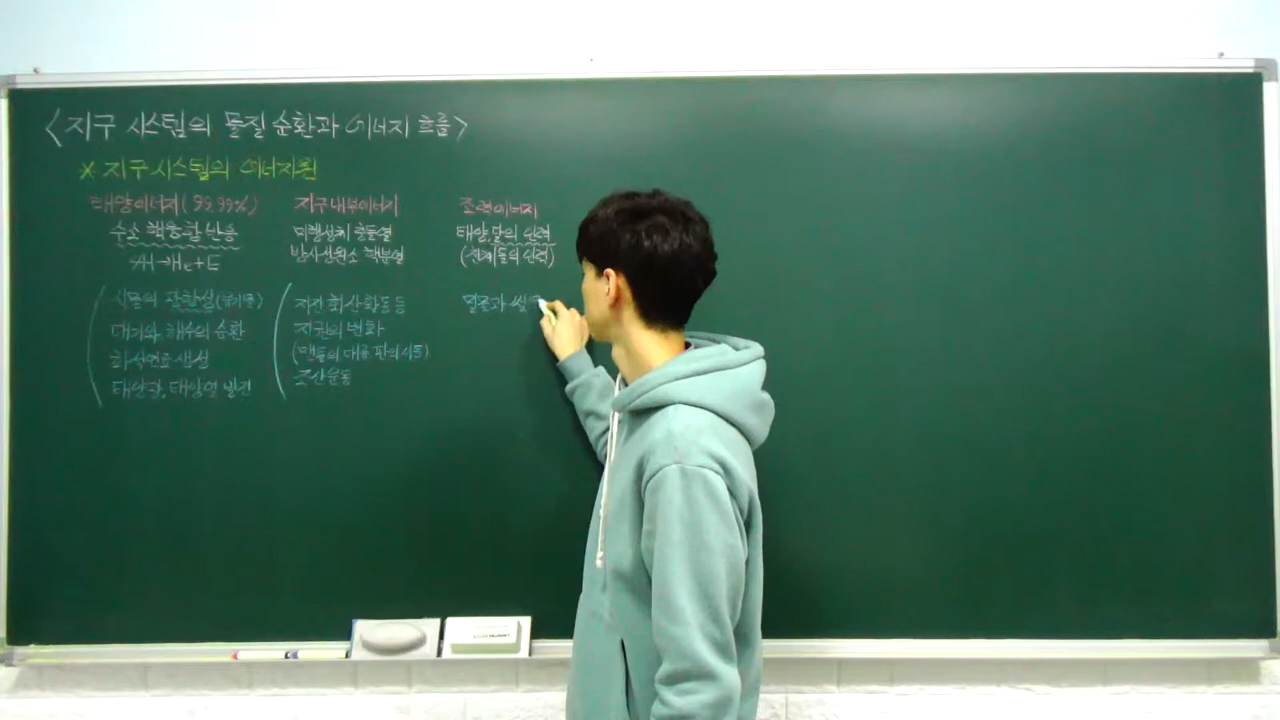 <지구 시스템의 물질 순환과 에너지 흐름>
* 지구시스템의 에너지원
태양에너지(99.99%)
수소 핵융합 반응
4H→He+E
식물의 광합성(유기물)
대기와 해수의 순환
화석연료 생성
태양광, 태양열 발전
지구내부에너지
미행성체 충돌열
방사성원소 핵분열
지진 화산활동 등
지권의 변화
(맨틀의 대류 판의 이동)
조산운동
조력에너지
태양, 달의 인력
(천체들의 인력)
밀물과 썰